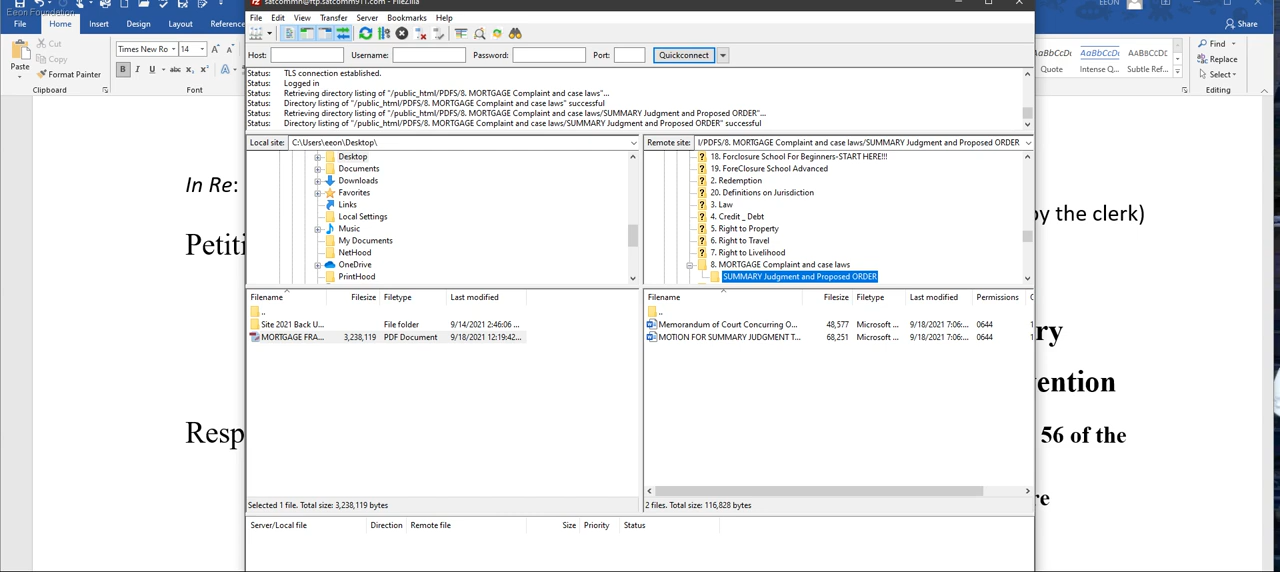 satcommh@ftp.satcomm911.com - FileZilla
Eeon Foundation
EEON
File Home Insert Design Layout Reference
Share
File Edit View Transfer Server Bookmarks Help
Cut
Copy
Format Painter
Paste
Clipboard
Times New Ro 14
B I U abc
Font
Quote Intense Q... Subtle Ref...
Find
Replace
Select
Editing
Host: Username: Password: Port: Quickconnect
Status: TLS connection established.
Status: Logged in
Status: Retrieving directory listing of "/public_html/PDFS/8. MORTGAGE Complaint and case laws"...
Status: Directory listing of "/public_html/PDFS/8. MORTGAGE Complaint and case laws" successful
Status: Retrieving directory listing of "/public_html/PDFS/8. MORTGAGE Complaint and case laws/SUMMARY Judgment and Proposed ORDER"...
Status: Directory listing of "/public_html/PDFS/8. MORTGAGE Complaint and case laws/SUMMARY Judgment and Proposed ORDER" successful
Local site: C:\Users\eeon\Desktop\
Desktop
Documents
Downloads
Favorites
Links
Local Settings
Music
My Documents
NetHood
OneDrive
PrintHood
Remote site: l/PDFS/8. MORTGAGE Complaint and case laws/SUMMARY Judgment and Proposed ORDER
18. Forclosure School For Beginners-START HERE!!!
19. ForeClosure School Advanced
2. Redemption
20. Definitions on Jurisdiction
3. Law
4. Credit _ Debt
5. Right to Property
6. Right to Travel
7. Right to Livelihood
8. MORTGAGE Complaint and case laws
SUMMARY Judgment and Proposed ORDER
Filename Filesize Filetype Last modified
..
Site 2021 Back U... File folder 9/14/2021 2:46:06 ...
MORTGAGE FRA... 3,238,119 PDF Document 9/18/2021 12:19:42...
Selected 1 file. Total size: 3,238,119 bytes
Filename Filesize Filetype Last modified Permissions
..
Memorandum of Court Concurring O... 48,577 Microsoft ... 9/18/2021 7:06:... 0644
MOTION FOR SUMMARY JUDGMENT T... 68,251 Microsoft ... 9/18/2021 7:06:... 0644
2 files. Total size: 116,828 bytes
Server/Local file Direction Remote file Size Priority Status
In Re:
by the clerk)
Petiti
ry
vention
Resp
56 of the
re